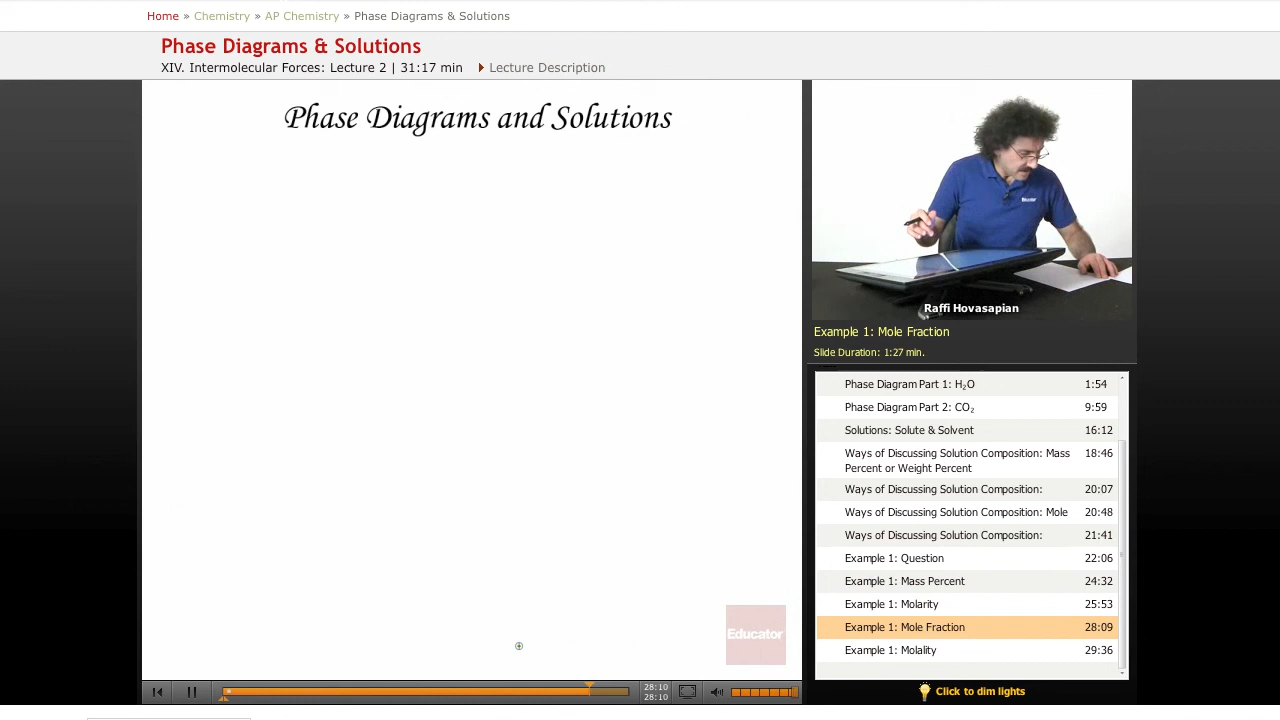 Home » Chemistry » AP Chemistry » Phase Diagrams & Solutions
Phase Diagrams & Solutions
XIV. Intermolecular Forces: Lecture 2 | 31:17 min Lecture Description
Phase Diagrams and Solutions
Educator
Raffi Hovasapian
Example 1: Mole Fraction
Slide Duration: 1:27 min.
Phase Diagram Part 1: H₂O 1:54
Phase Diagram Part 2: CO₂ 9:59
Solutions: Solute & Solvent 16:12
Ways of Discussing Solution Composition: Mass 18:46
Percent or Weight Percent
Ways of Discussing Solution Composition: 20:07
Ways of Discussing Solution Composition: Mole 20:48
Ways of Discussing Solution Composition: 21:41
Example 1: Question 22:06
Example 1: Mass Percent 24:32
Example 1: Molarity 25:53
Example 1: Mole Fraction 28:09
Example 1: Molality 29:36
28:10
28:10
Click to dim lights